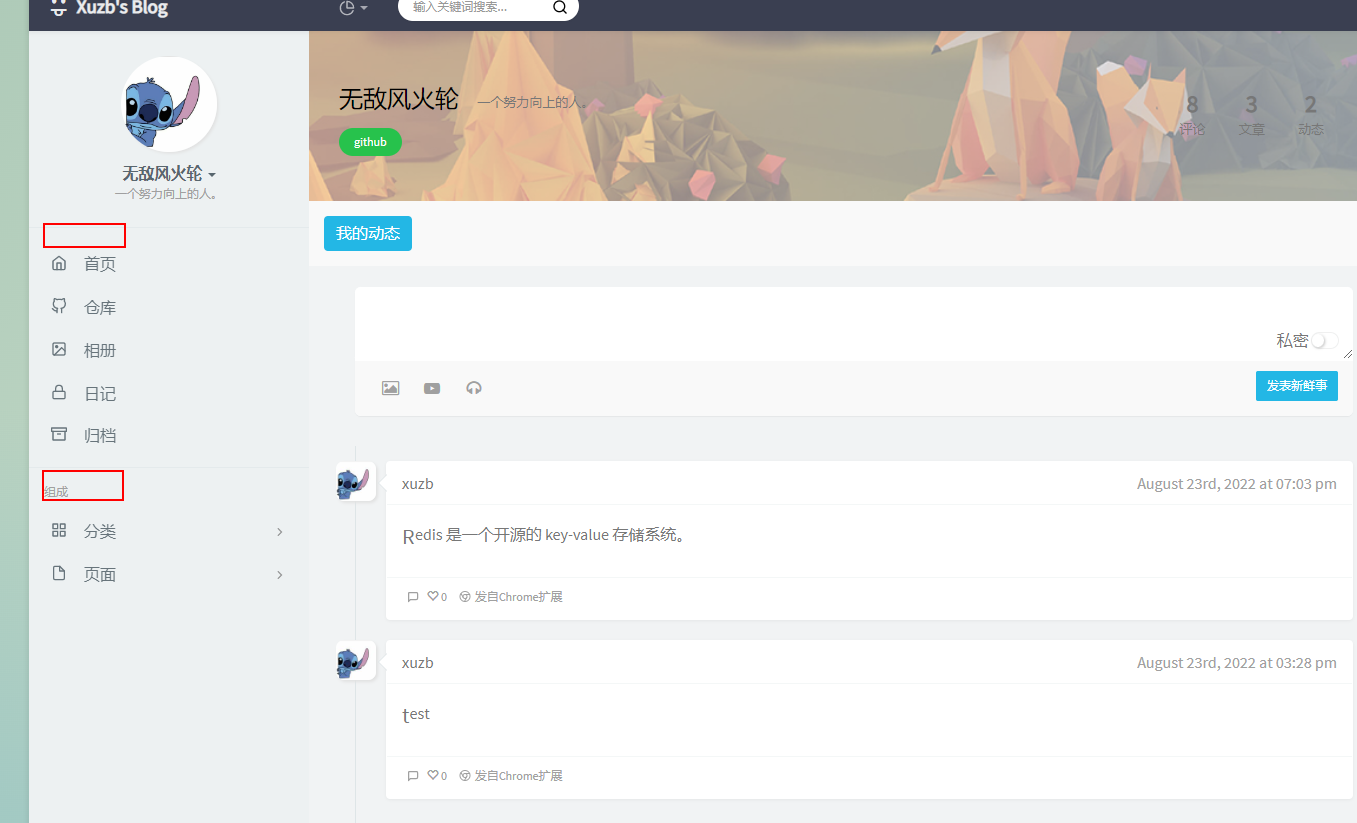 Xuzb's Blog
输入关键词搜索...
无敌风火轮
一个努力向上的人。
首页
仓库
相册
日记
归档
组成
分类
页面
无敌风火轮 一个努力向上的人。
github
8 3 2
评论 文章 动态
我的动态
私密
发表新鲜事
xuzb August 23rd, 2022 at 07:03 pm
Redis 是一个开源的 key-value 存储系统。
0 发自Chrome扩展
xuzb August 23rd, 2022 at 03:28 pm
test
0 发自Chrome扩展